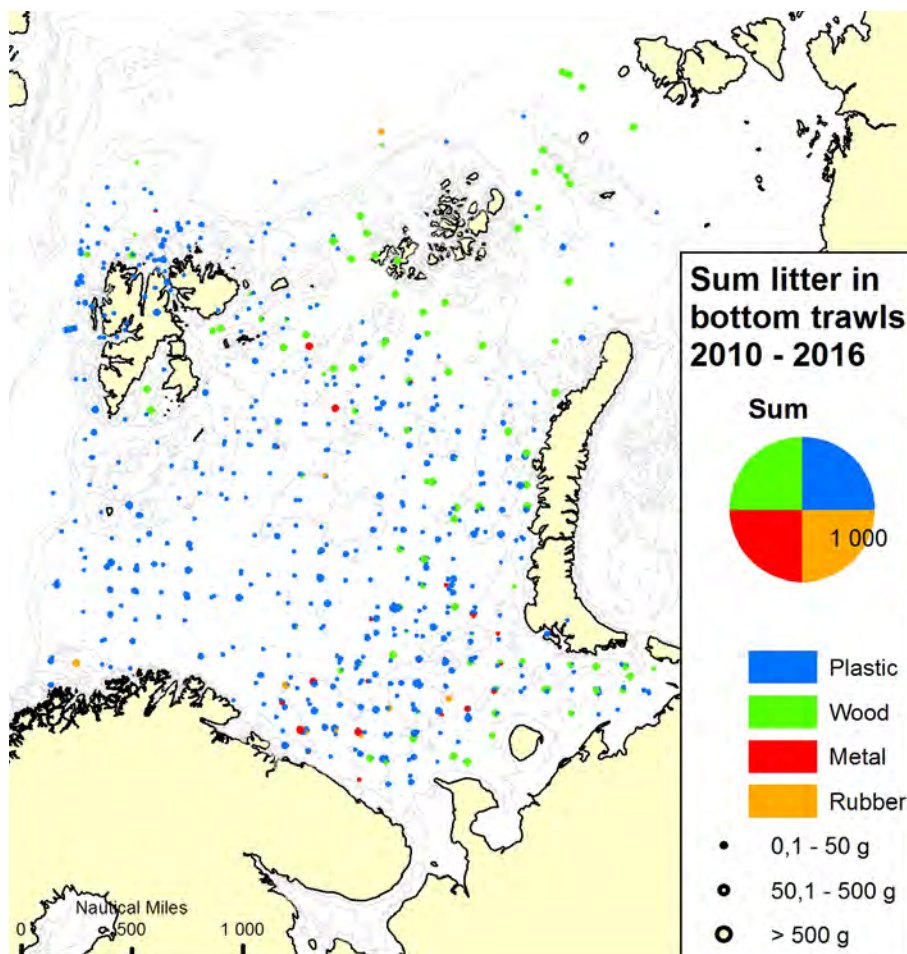 Sum litter in
bottom trawls
2010 - 2016
Sum
1 000
Plastic
Wood
Metal
Rubber
0,1 - 50 g
50,1 - 500 g
> 500 g
Nautical Miles
0 500 1 000